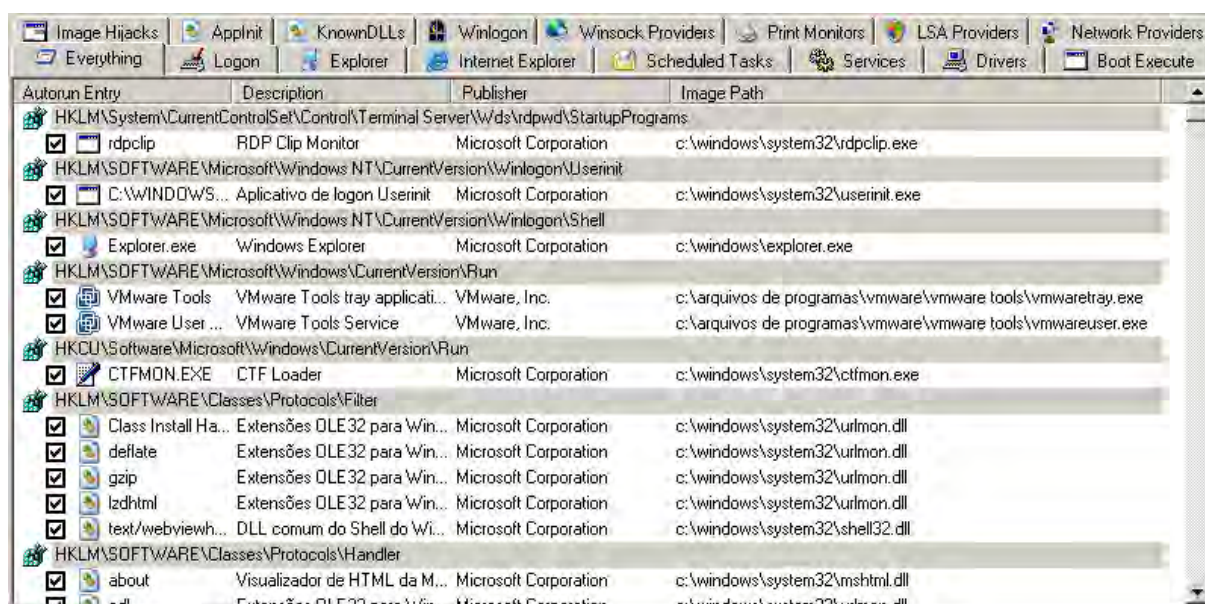 Image Hijacks AppInit KnownDLLs Winlogon Winsock Providers Print Monitors LSA Providers Network Providers
Everything Logon Explorer Internet Explorer Scheduled Tasks Services Drivers Boot Execute
Autorun Entry Description Publisher Image Path
HKLM\System\CurrentControlSet\Control\Terminal Server\Wds\rdpwd\StartupPrograms
rdpclip RDP Clip Monitor Microsoft Corporation c:\windows\system32\rdpclip.exe
HKLM\SOFTWARE\Microsoft\Windows NT\CurrentVersion\Winlogon\Userinit
C:\WINDOWS... Aplicativo de logon Userinit Microsoft Corporation c:\windows\system32\userinit.exe
HKLM\SOFTWARE\Microsoft\Windows NT\CurrentVersion\Winlogon\Shell
Explorer.exe Windows Explorer Microsoft Corporation c:\windows\explorer.exe
HKLM\SOFTWARE\Microsoft\Windows\CurrentVersion\Run
VMware Tools VMware Tools tray applicati... VMware, Inc. c:\arquivos de programas\vmware\vmware tools\vmwaretray.exe
VMware User ... VMware Tools Service VMware, Inc. c:\arquivos de programas\vmware\vmware tools\vmwareuser.exe
HKCU\Software\Microsoft\Windows\CurrentVersion\Run
CTFMON.EXE CTF Loader Microsoft Corporation c:\windows\system32\ctfmon.exe
HKLM\SOFTWARE\Classes\Protocols\Filter
Class Install Ha... Extensões OLE32 para Win... Microsoft Corporation c:\windows\system32\urlmon.dll
deflate Extensões OLE32 para Win... Microsoft Corporation c:\windows\system32\urlmon.dll
gzip Extensões OLE32 para Win... Microsoft Corporation c:\windows\system32\urlmon.dll
lzdhtml Extensões OLE32 para Win... Microsoft Corporation c:\windows\system32\urlmon.dll
text/webviewh... DLL comum do Shell do Wi... Microsoft Corporation c:\windows\system32\shell32.dll
HKLM\SOFTWARE\Classes\Protocols\Handler
about Visualizador de HTML da M... Microsoft Corporation c:\windows\system32\mshtml.dll